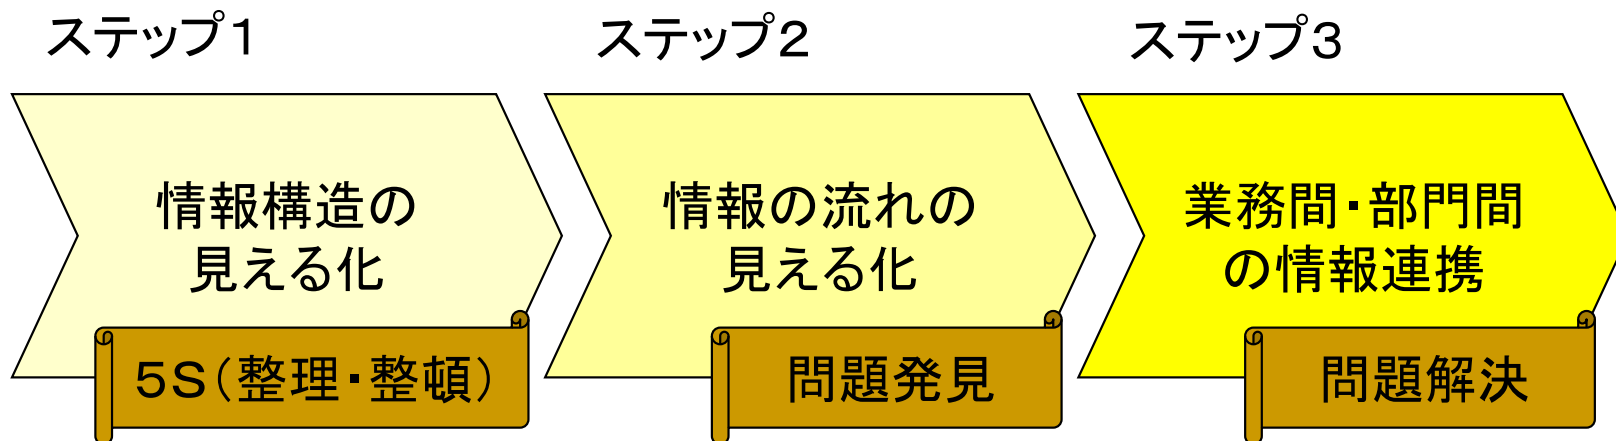 ステップ1
ステップ2
ステップ3
情報構造の
見える化
5S(整理・整頓)
情報の流れの
見える化
問題発見
業務間・部門間
の情報連携
問題解決